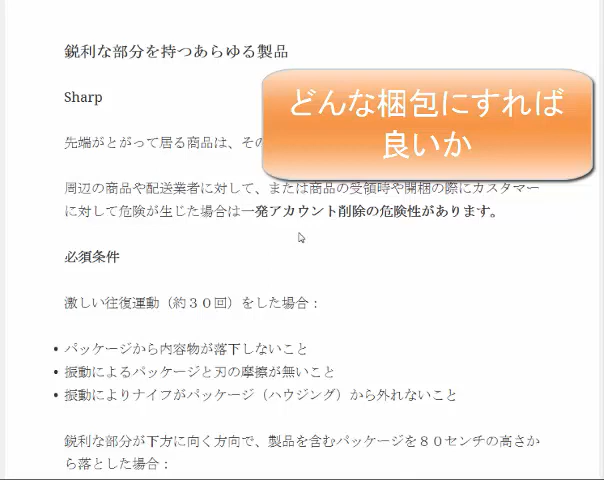 鋭利な部分を持つあらゆる製品
Sharp
どんな梱包にすれば
良いか
先端がとがって居る商品は、その
周辺の商品や配送業者に対して、または商品の受領時や開梱の際にカスタマー
に対して危険が生じた場合は一発アカウント削除の危険性があります。
必須条件
激しい往復運動（約３０回）をした場合：
• パッケージから内容物が落下しないこと
• 振動によるパッケージと刃の摩擦が無いこと
• 振動によりナイフがパッケージ（ハウジング）から外れないこと
鋭利な部分が下方に向く方向で、製品を含むパッケージを８０センチの高さか
ら落とした場合：